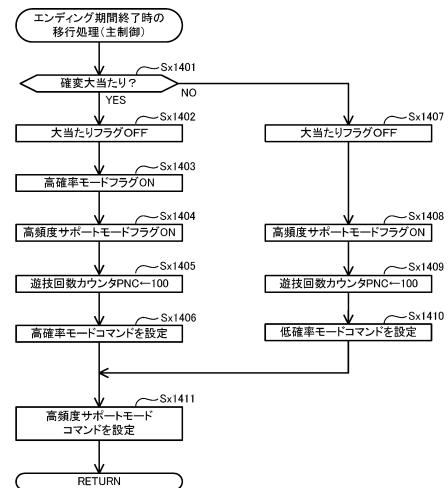 エンディング期間終了時の
移行処理(主制御)
Sx1401
確変大当たり?
YES
NO
Sx1402
大当たりフラグOFF
Sx1403
高確率モードフラグON
Sx1404
高頻度サポートモードフラグON
Sx1405
遊技回数カウンタPNC←100
Sx1406
高確率モードコマンドを設定
Sx1407
大当たりフラグOFF
Sx1408
高頻度サポートモードフラグON
Sx1409
遊技回数カウンタPNC←100
Sx1410
低確率モードコマンドを設定
Sx1411
高頻度サポートモード
コマンドを設定
RETURN